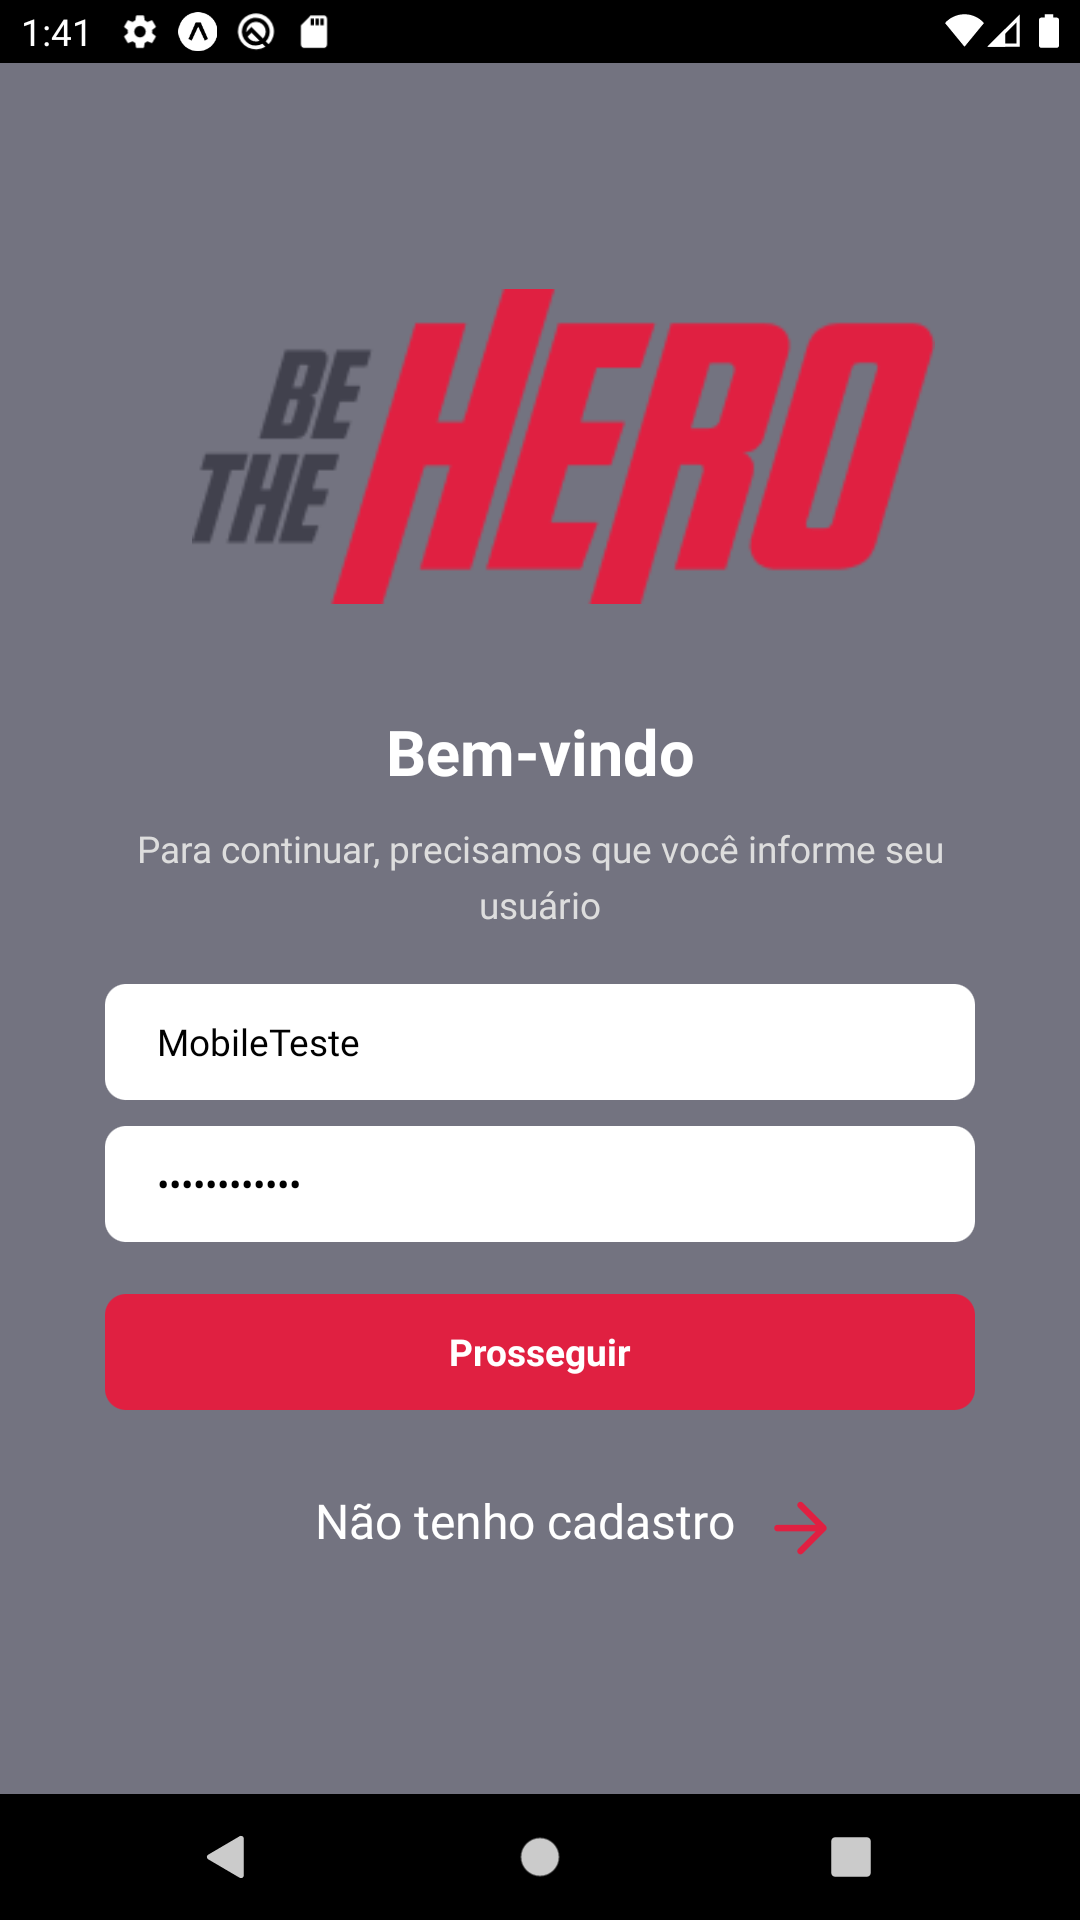 1:41
BE
THE
HERO
Bem-vindo
Para continuar, precisamos que você informe seu
usuário
MobileTeste
••••••••••••
Prosseguir
Não tenho cadastro